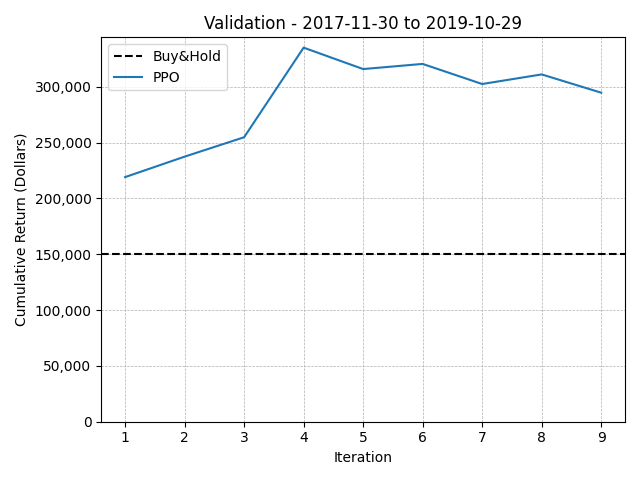 Validation - 2017-11-30 to 2019-10-29
Buy&Hold
PPO
Cumulative Return (Dollars)
300,000
250,000
200,000
150,000
100,000
50,000
0
1 2 3 4 5 6 7 8 9
Iteration